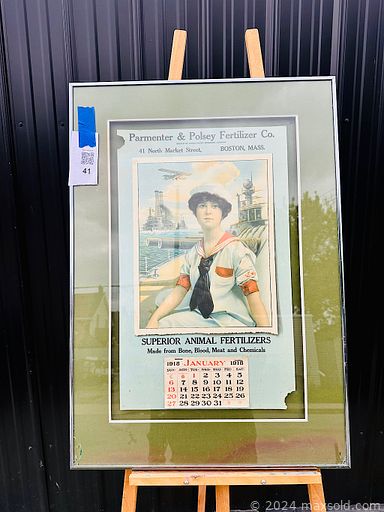 41
Parmenter & Polsey Fertilizer Co.
41 North Market Street, BOSTON, MASS.
SUPERIOR ANIMAL FERTILIZERS
Made from Bone, Blood, Meat and Chemicals
1918 JANUARY 1918
1 2 3 4 5
6 7 8 9 10 11 12
13 14 15 16 17 18 19
20 21 22 23 24 25 26
27 28 29 30 31
© 2024 maxsold.com